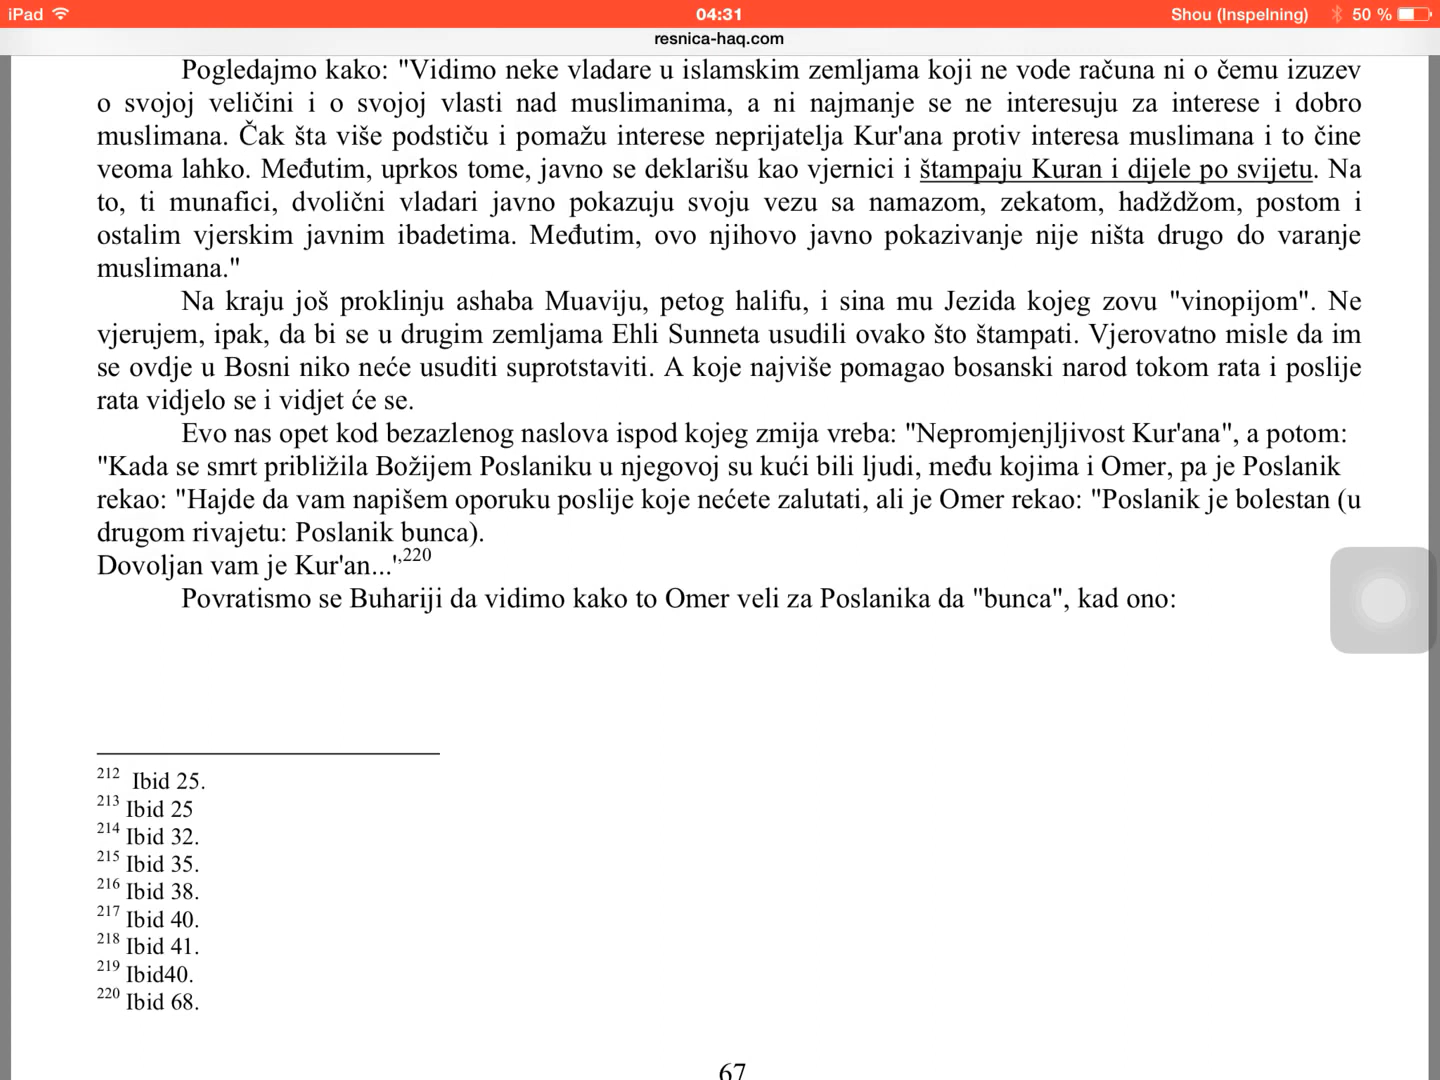 iPad 04:31 Shou (Inspelning) 50 %
resnica-haq.com
Pogledajmo kako: "Vidimo neke vladare u islamskim zemljama koji ne vode računa ni o čemu izuzev
o svojoj veličini i o svojoj vlasti nad muslimanima, a ni najmanje se ne interesuju za interese i dobro
muslimana. Čak šta više podstiču i pomažu interese neprijatelja Kur'ana protiv interesa muslimana i to čine
veoma lahko. Međutim, uprkos tome, javno se deklarišu kao vjernici i štampaju Kuran i dijele po svijetu. Na
to, ti munafici, dvolični vladari javno pokazuju svoju vezu sa namazom, zekatom, hadždžom, postom i
ostalim vjerskim javnim ibadetima. Međutim, ovo njihovo javno pokazivanje nije ništa drugo do varanje
muslimana."
Na kraju još proklinju ashaba Muaviju, petog halifu, i sina mu Jezida kojeg zovu "vinopijom". Ne
vjerujem, ipak, da bi se u drugim zemljama Ehli Sunneta usudili ovako što štampati. Vjerovatno misle da im
se ovdje u Bosni niko neće usuditi suprotstaviti. A koje najviše pomagao bosanski narod tokom rata i poslije
rata vidjelo se i vidjet će se.
Evo nas opet kod bezazlenog naslova ispod kojeg zmija vreba: "Nepromjenjljivost Kur'ana", a potom:
"Kada se smrt približila Božijem Poslaniku u njegovoj su kući bili ljudi, među kojima i Omer, pa je Poslanik
rekao: "Hajde da vam napišem oporuku poslije koje nećete zalutati, ali je Omer rekao: "Poslanik je bolestan (u
drugom rivajetu: Poslanik bunca).
Dovoljan vam je Kur'an...',220
Povratismo se Buhariji da vidimo kako to Omer veli za Poslanika da "bunca", kad ono:
212 Ibid 25.
213 Ibid 25
214 Ibid 32.
215 Ibid 35.
216 Ibid 38.
217 Ibid 40.
218 Ibid 41.
219 Ibid40.
220 Ibid 68.
67